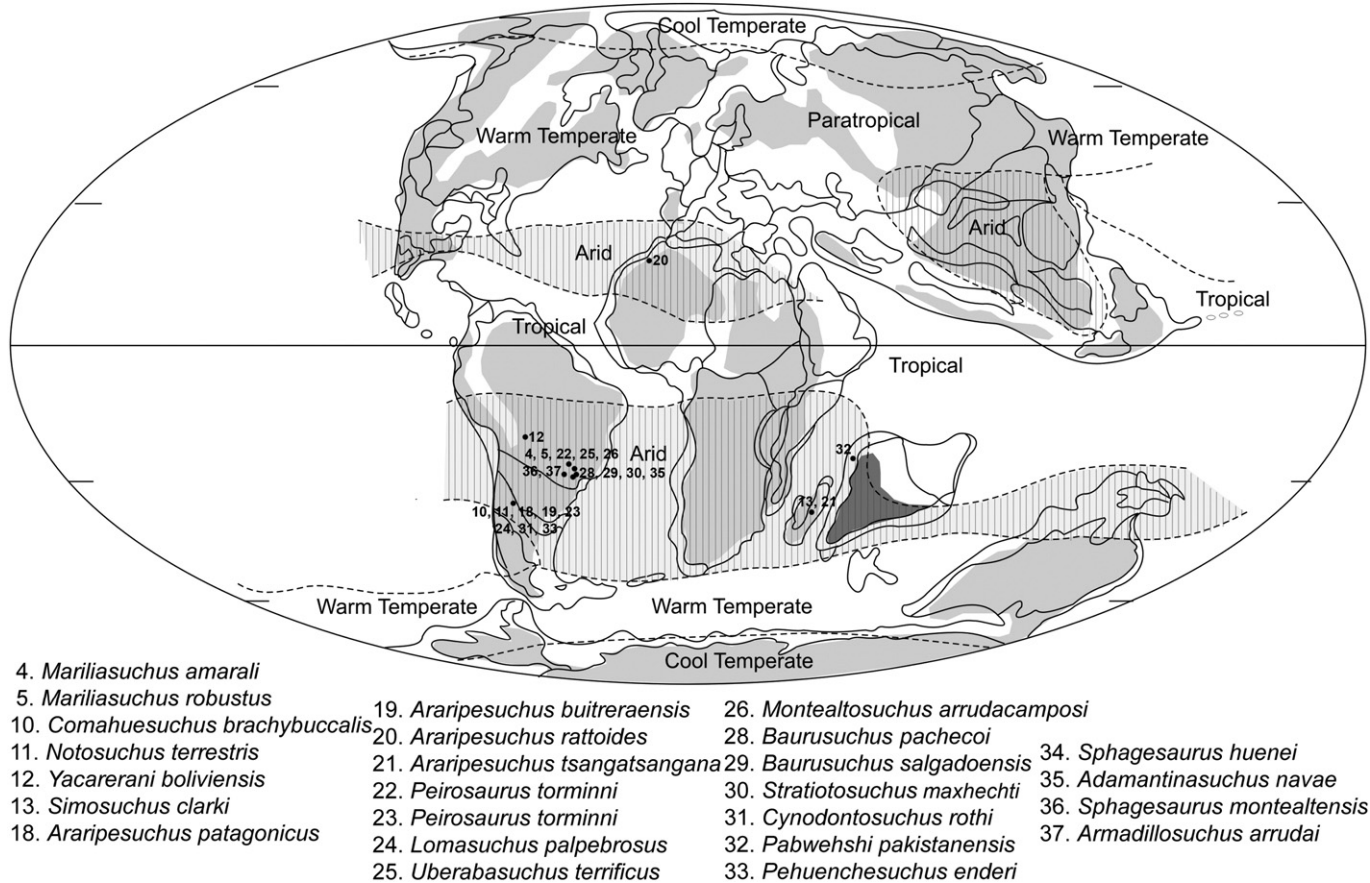 Cool Temperate
Warm Temperate
Paratropical
Warm Temperate
Arid
Arid
20
Tropical
Tropical
Tropical
12
4, 5, 22, 25, 26
Arid
32
36, 37
28, 29, 30, 35
13, 21
10, 11, 18, 19, 23
24, 31, 33
Warm Temperate
Warm Temperate
Cool Temperate
4. Mariliasuchus amarali
5. Mariliasuchus robustus
10. Comahuesuchus brachybuccalis
11. Notosuchus terrestris
12. Yacarerani boliviensis
13. Simosuchus clarki
18. Araripesuchus patagonicus
19. Araripesuchus buitreraensis
20. Araripesuchus rattoides
21. Araripesuchus tsangatsangana
22. Peirosaurus torminni
23. Peirosaurus torminni
24. Lomasuchus palpebrosus
25. Uberabasuchus terrificus
26. Montealtosuchus arrudacamposi
28. Baurusuchus pachecoi
29. Baurusuchus salgadoensis
30. Stratiotosuchus maxhechti
31. Cynodontosuchus rothi
32. Pabwehshi pakistanensis
33. Pehuenchesuchus enderi
34. Sphagesaurus huenei
35. Adamantinasuchus navae
36. Sphagesaurus montealtensis
37. Armadillosuchus arrudai